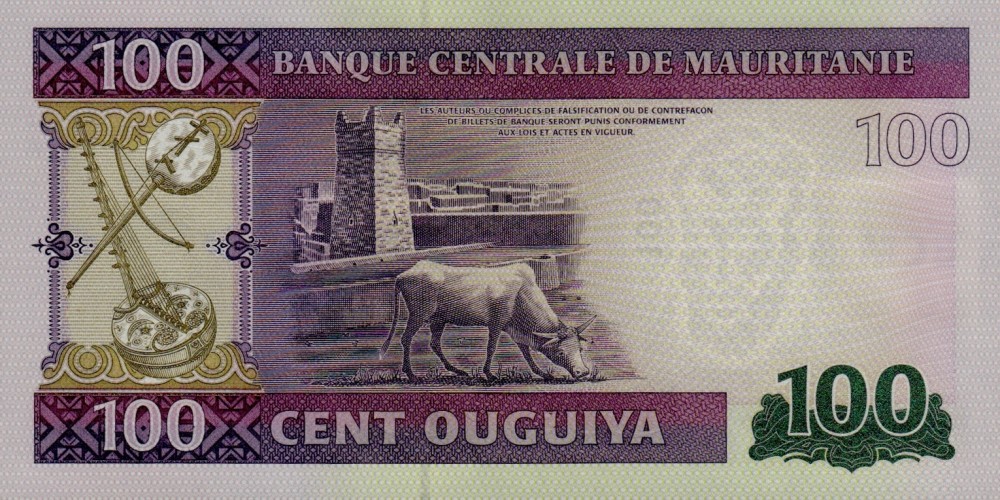 100 BANQUE CENTRALE DE MAURITANIE
LES AUTEURS OU COMPLICES DE FALSIFICATION OU DE CONTREFACON
DE BILLETS DE BANQUE SERONT PUNIS CONFORMEMENT
AUX LOIS ET ACTES EN VIGUEUR.
100
100 CENT OUGUIYA
100